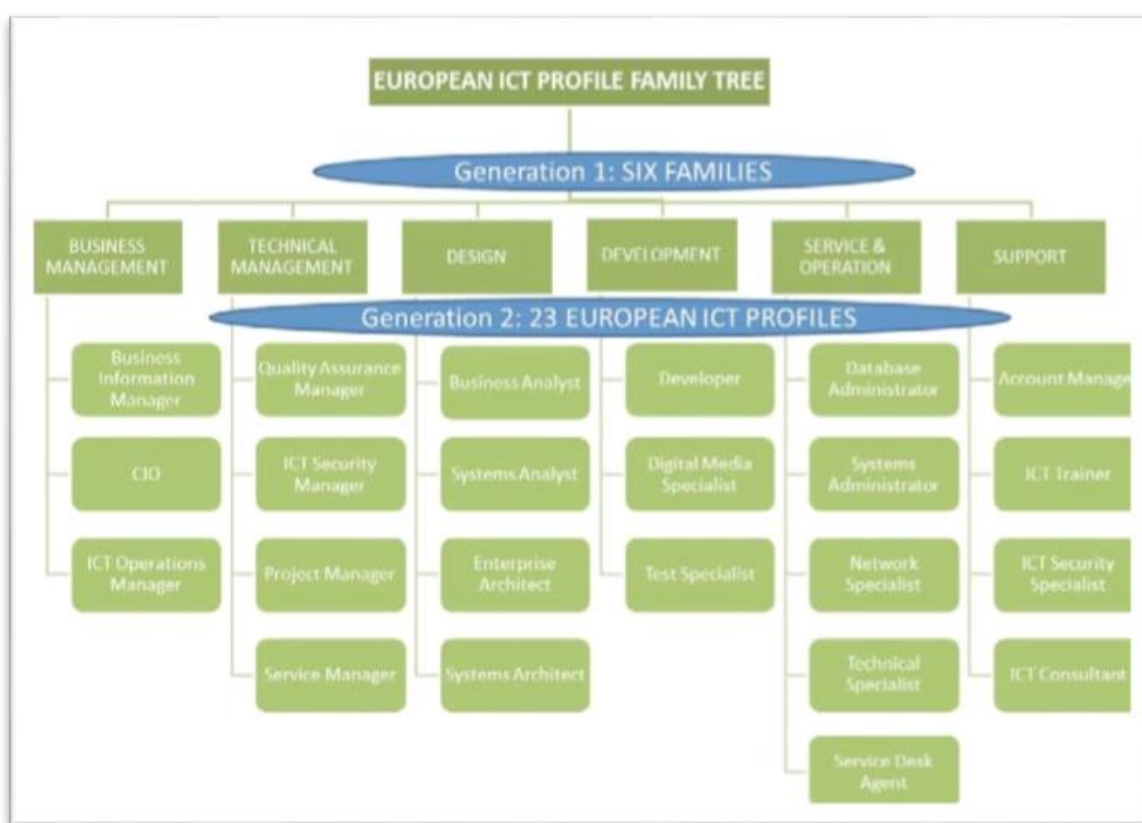 EUROPEAN ICT PROFILE FAMILY TREE
Generation 1: SIX FAMILIES
BUSINESS
MANAGEMENT
TECHNICAL
MANAGEMENT
DESIGN
DEVELOPMENT
SERVICE &
OPERATION
SUPPORT
Generation 2: 23 EUROPEAN ICT PROFILES
Business
Information
Manager
CIO
ICT Operations
Manager
Quality Assurance
Manager
ICT Security
Manager
Project Manager
Service Manager
Business Analyst
Systems Analyst
Enterprise
Architect
Systems Architect
Developer
Digital Media
Specialist
Test Specialist
Database
Administrator
Systems
Administrator
Network
Specialist
Technical
Specialist
Service Desk
Agent
Account Manage
ICT Trainer
ICT Security
Specialist
ICT Consultant